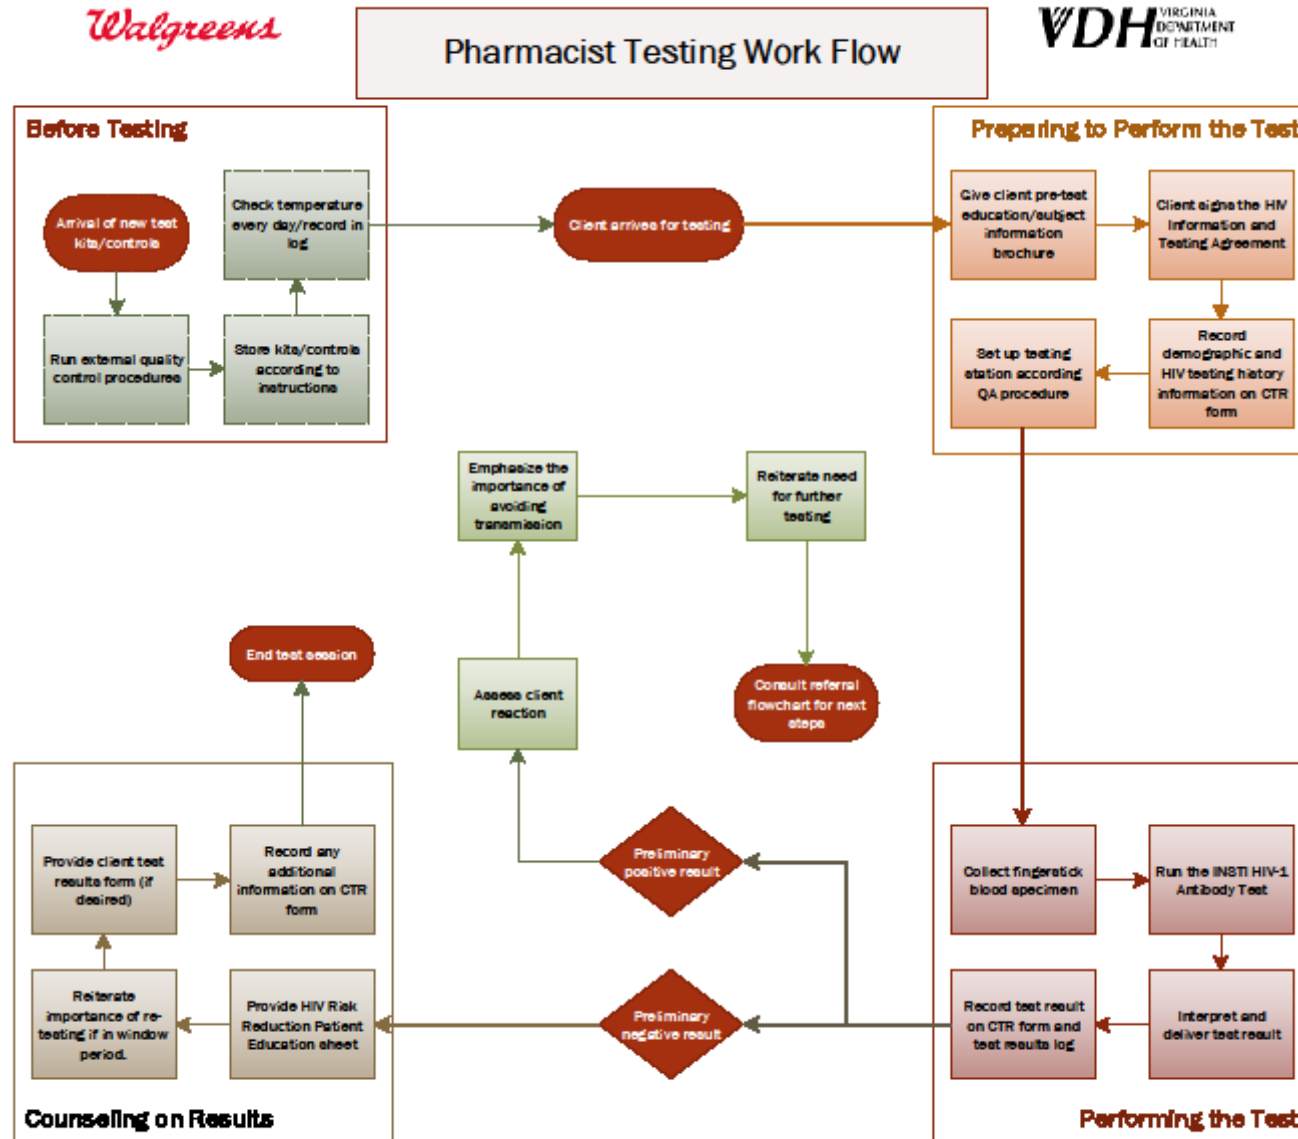 Walgreens
Pharmacist Testing Work Flow
VDH VIRGINIA
DEPARTMENT
OF HEALTH
Before Testing
Arrival of new test
kits/controls
Check temperature
every day/record in
log
Run external quality
control procedures
Store kits/controls
according to
instructions
Client arrives for testing
Preparing to Perform the Test
Give client pre-test
education/subject
information
brochure
Client signs the HIV
Information and
Testing Agreement
Set up testing
station according
QA procedure
Record
demographic and
HIV testing history
information on CTR
form
Emphasize the
importance of
avoiding
transmission
Reiterate need
for further
testing
End test session
Assess client
reaction
Consult referral
flowchart for next
steps
Provide client test
results form (if
desired)
Record any
additional
information on CTR
form
Reiterate
importance of re-
testing if in window
period.
Provide HIV Risk
Reduction Patient
Education sheet
Counseling on Results
Preliminary
positive result
Preliminary
negative result
Collect fingerstick
blood specimen
Run the INSTI HIV-1
Antibody Test
Record test result
on CTR form and
test results log
Interpret and
deliver test result
Performing the Test